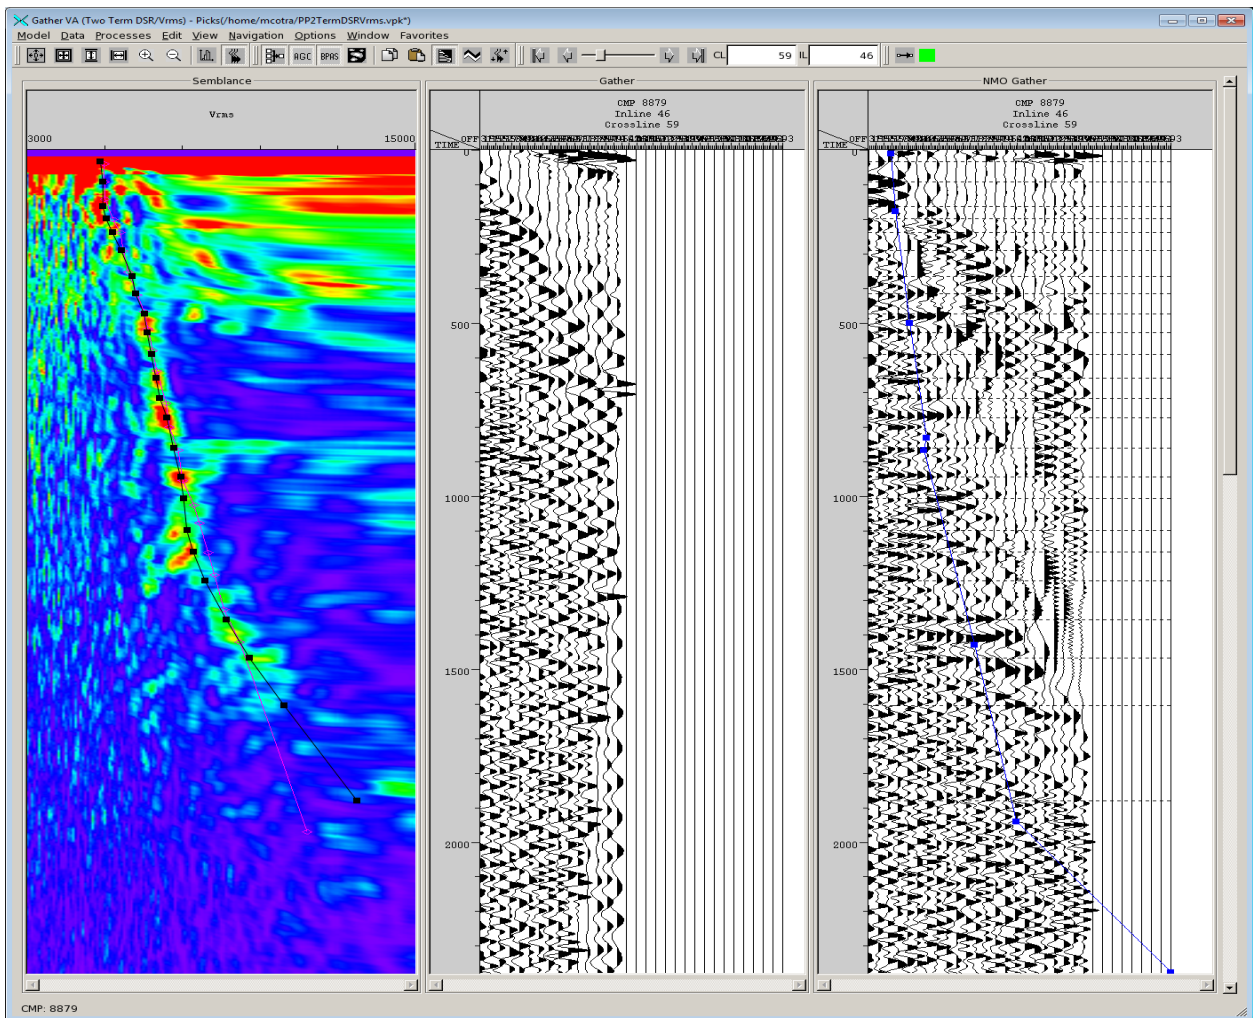 Gather VA (Two Term DSR/Vrms) - Picks(/home/mcotra/PP2TermDSRVrms.vpk*)
Model Data Processes Edit View Navigation Options Window Favorites
AGC BPAS CL 59 IL 46
Semblance
Vrms
3000 15000
Gather
CMP 8879
Inline 46
Crossline 59
OFF
TIME
0
500
1000
1500
2000
NMO Gather
CMP 8879
Inline 46
Crossline 59
OFF
TIME
0
500
1000
1500
2000
CMP: 8879